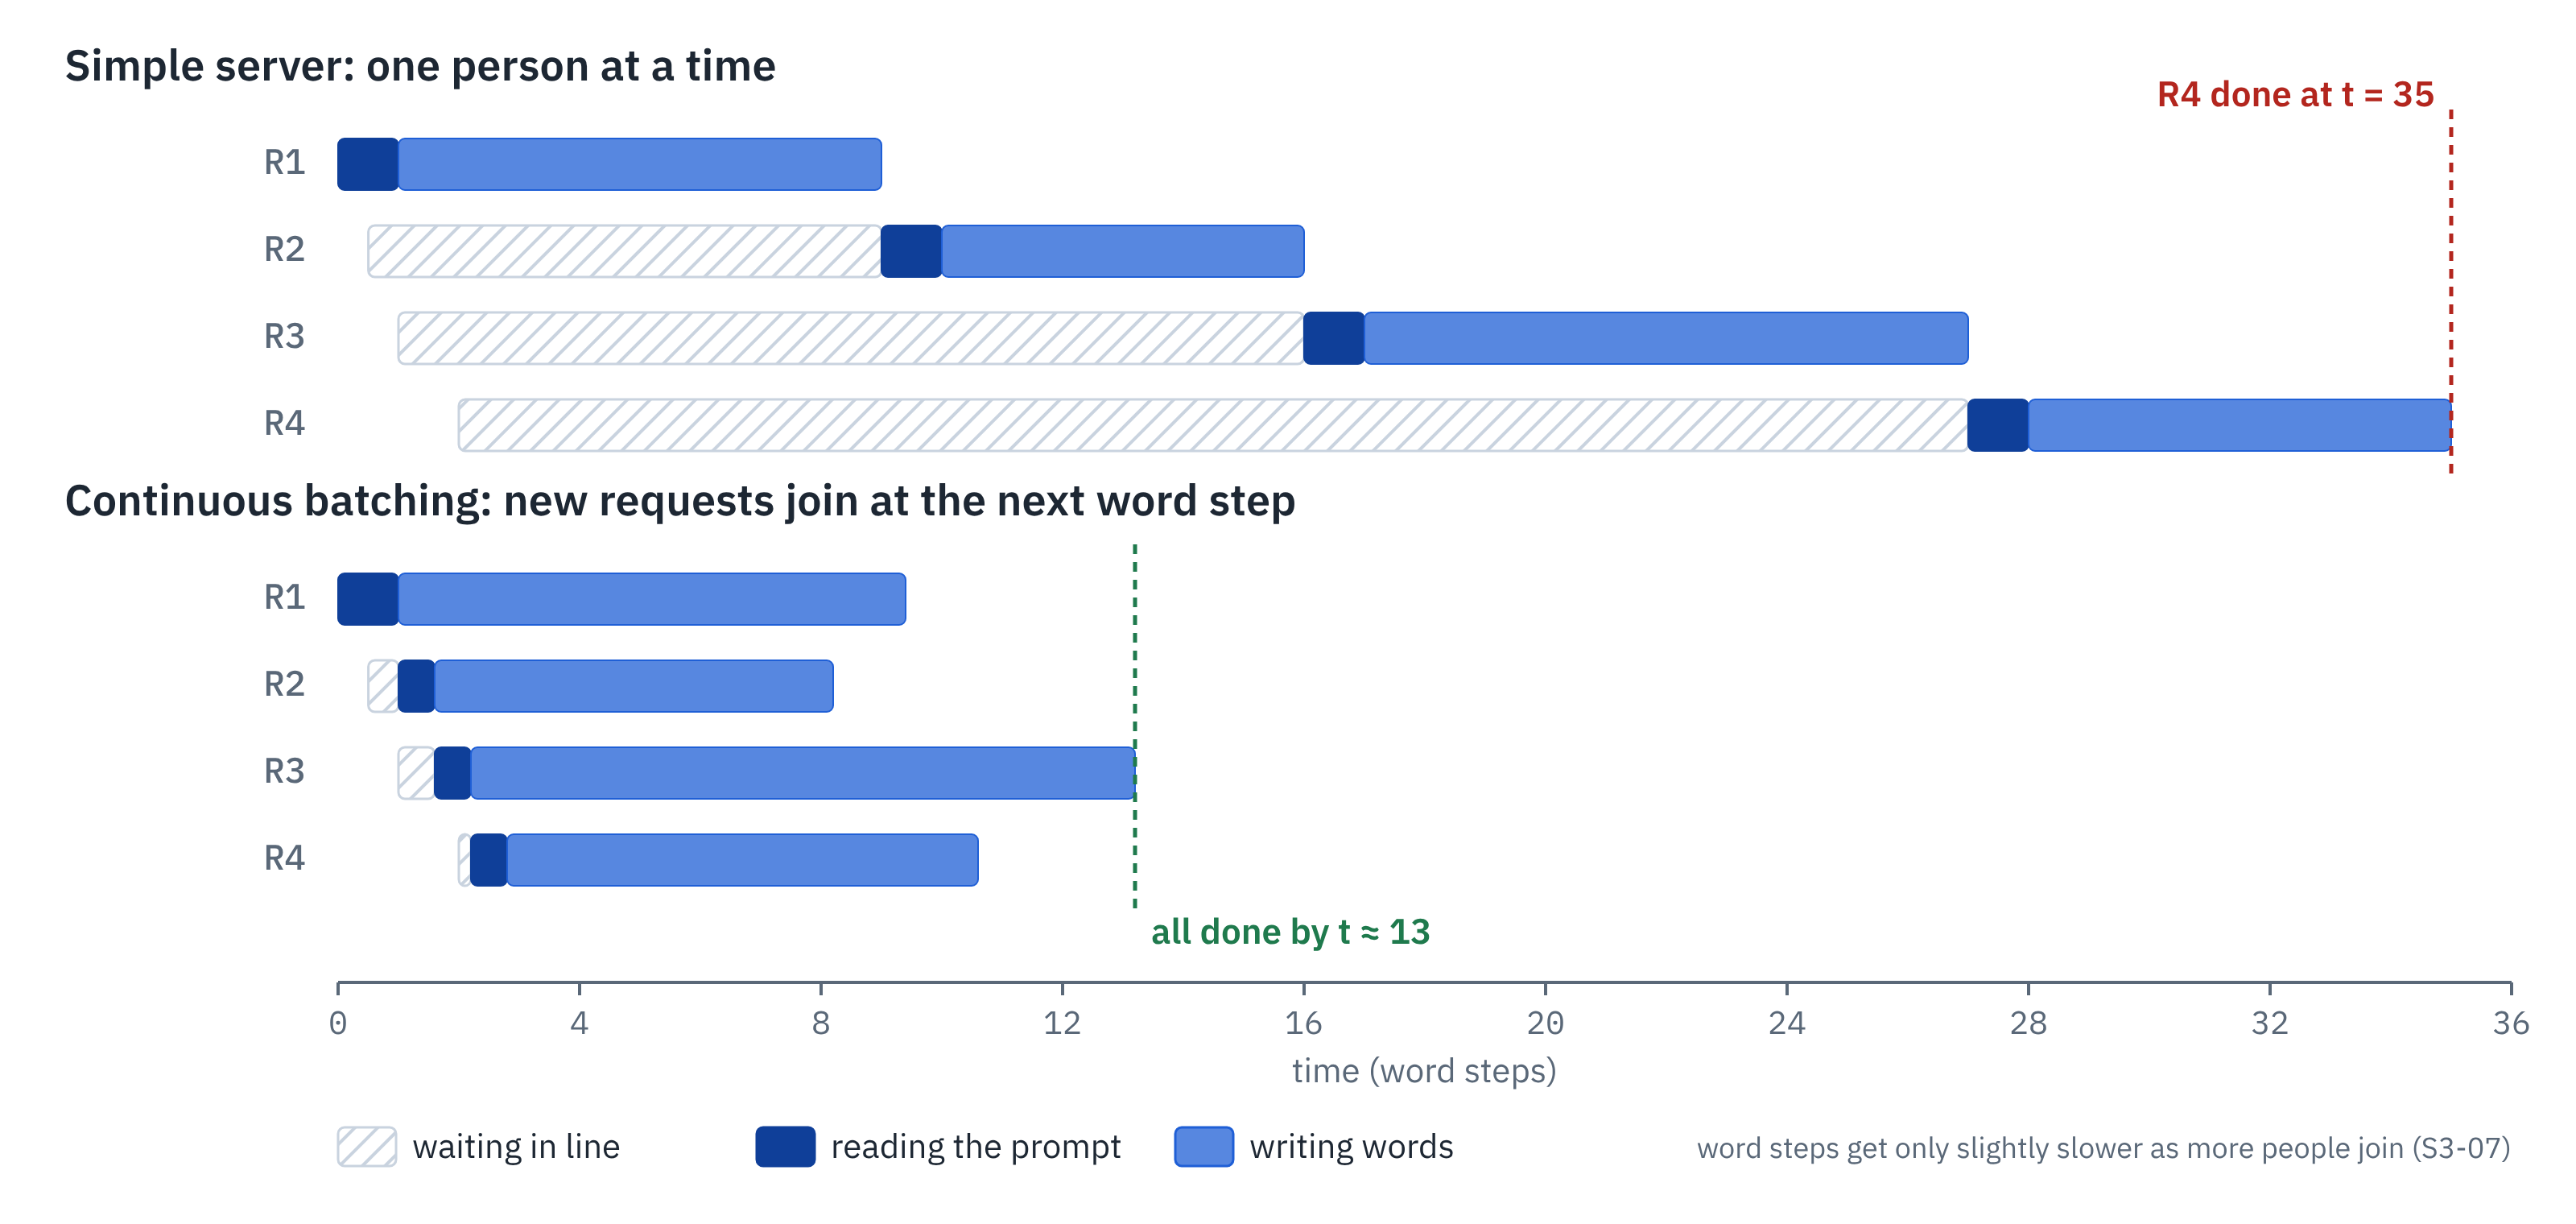 Simple server: one person at a time
R4 done at t = 35
R1
R2
R3
R4
Continuous batching: new requests join at the next word step
R1
R2
R3
R4
all done by t ≈ 13
0 4 8 12 16 20 24 28 32 36
time (word steps)
waiting in line reading the prompt writing words word steps get only slightly slower as more people join (S3-07)